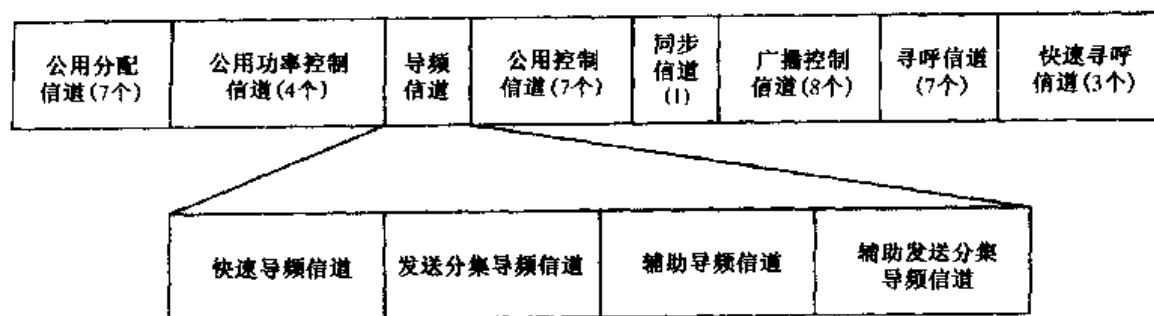 公用分配
信道(7个)
公用功率控制
信道(4个)
导频
信道
公用控制
信道(7个)
同步
信道
(1)
广播控制
信道(8个)
寻呼信道
(7个)
快速寻呼
信道(3个)
快速导频信道
发送分集导频信道
辅助导频信道
辅助发送分集
导频信道